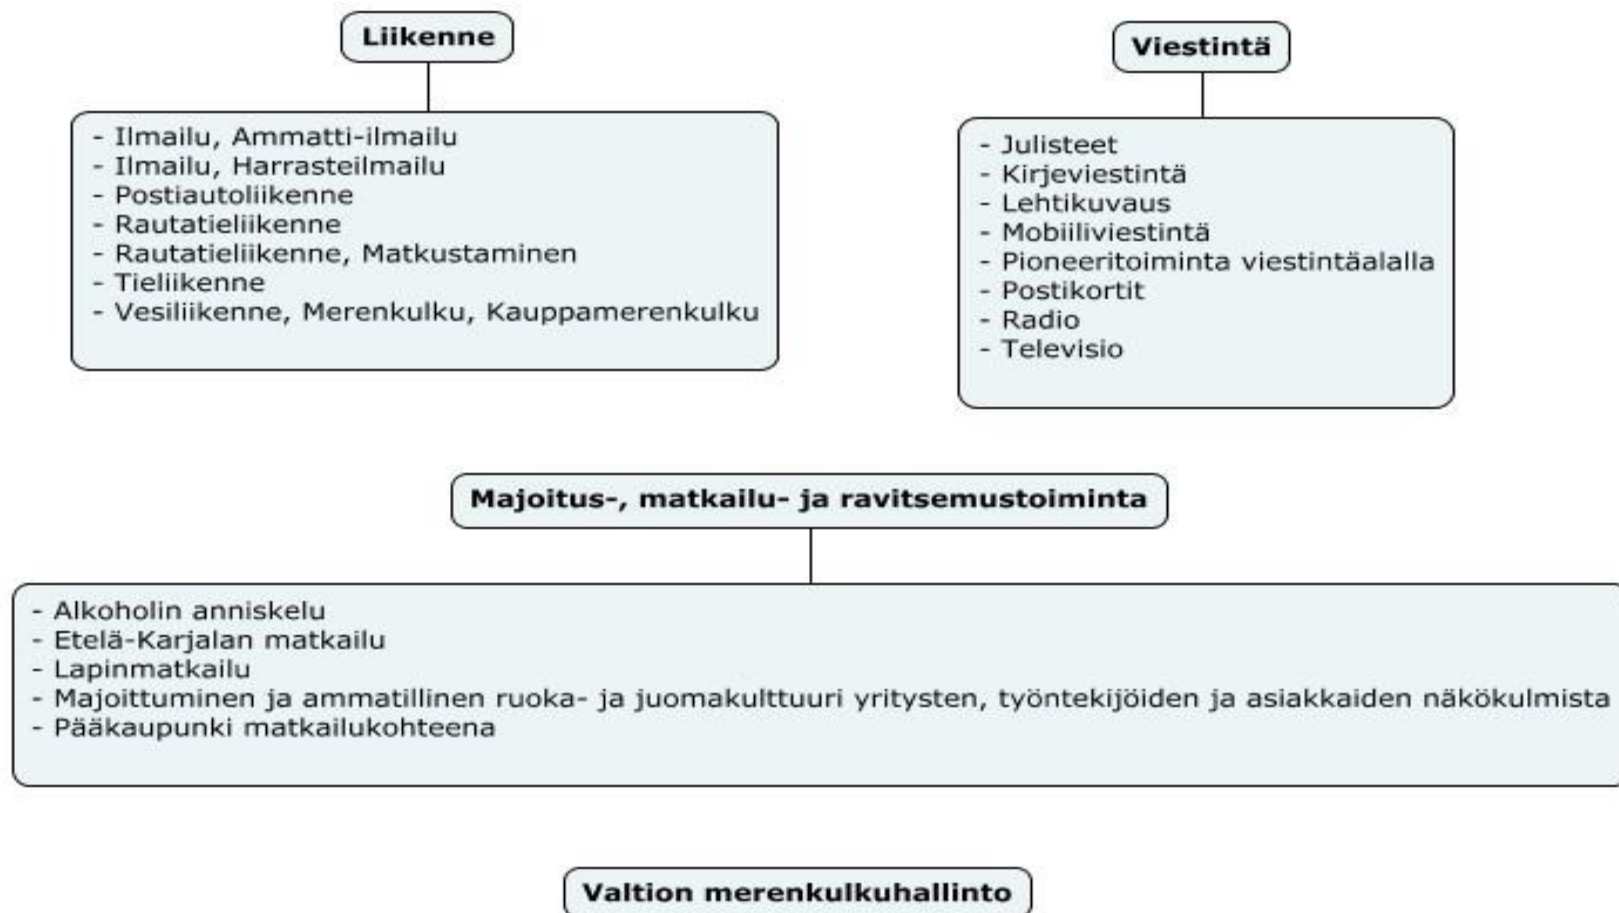 Liikenne
- Ilmailu, Ammatti-ilmailu
- Ilmailu, Harrasteilmailu
- Postiautoliikenne
- Rautatieliikenne
- Rautatieliikenne, Matkustaminen
- Tieliikenne
- Vesiliikenne, Merenkulku, Kauppamerenkulku
Viestintä
- Julisteet
- Kirjeviestintä
- Lehtikuvaus
- Mobiiliviestintä
- Pioneeritoiminta viestintäalalla
- Postikortit
- Radio
- Televisio
Majoitus-, matkailu- ja ravitsemustoiminta
- Alkoholin anniskelu
- Etelä-Karjalan matkailu
- Lapinmatkailu
- Majoittuminen ja ammatillinen ruoka- ja juomakulttuuri yritysten, työntekijöiden ja asiakkaiden näkökulmista
- Pääkaupunki matkailukohteena
Valtion merenkulkuhallinto